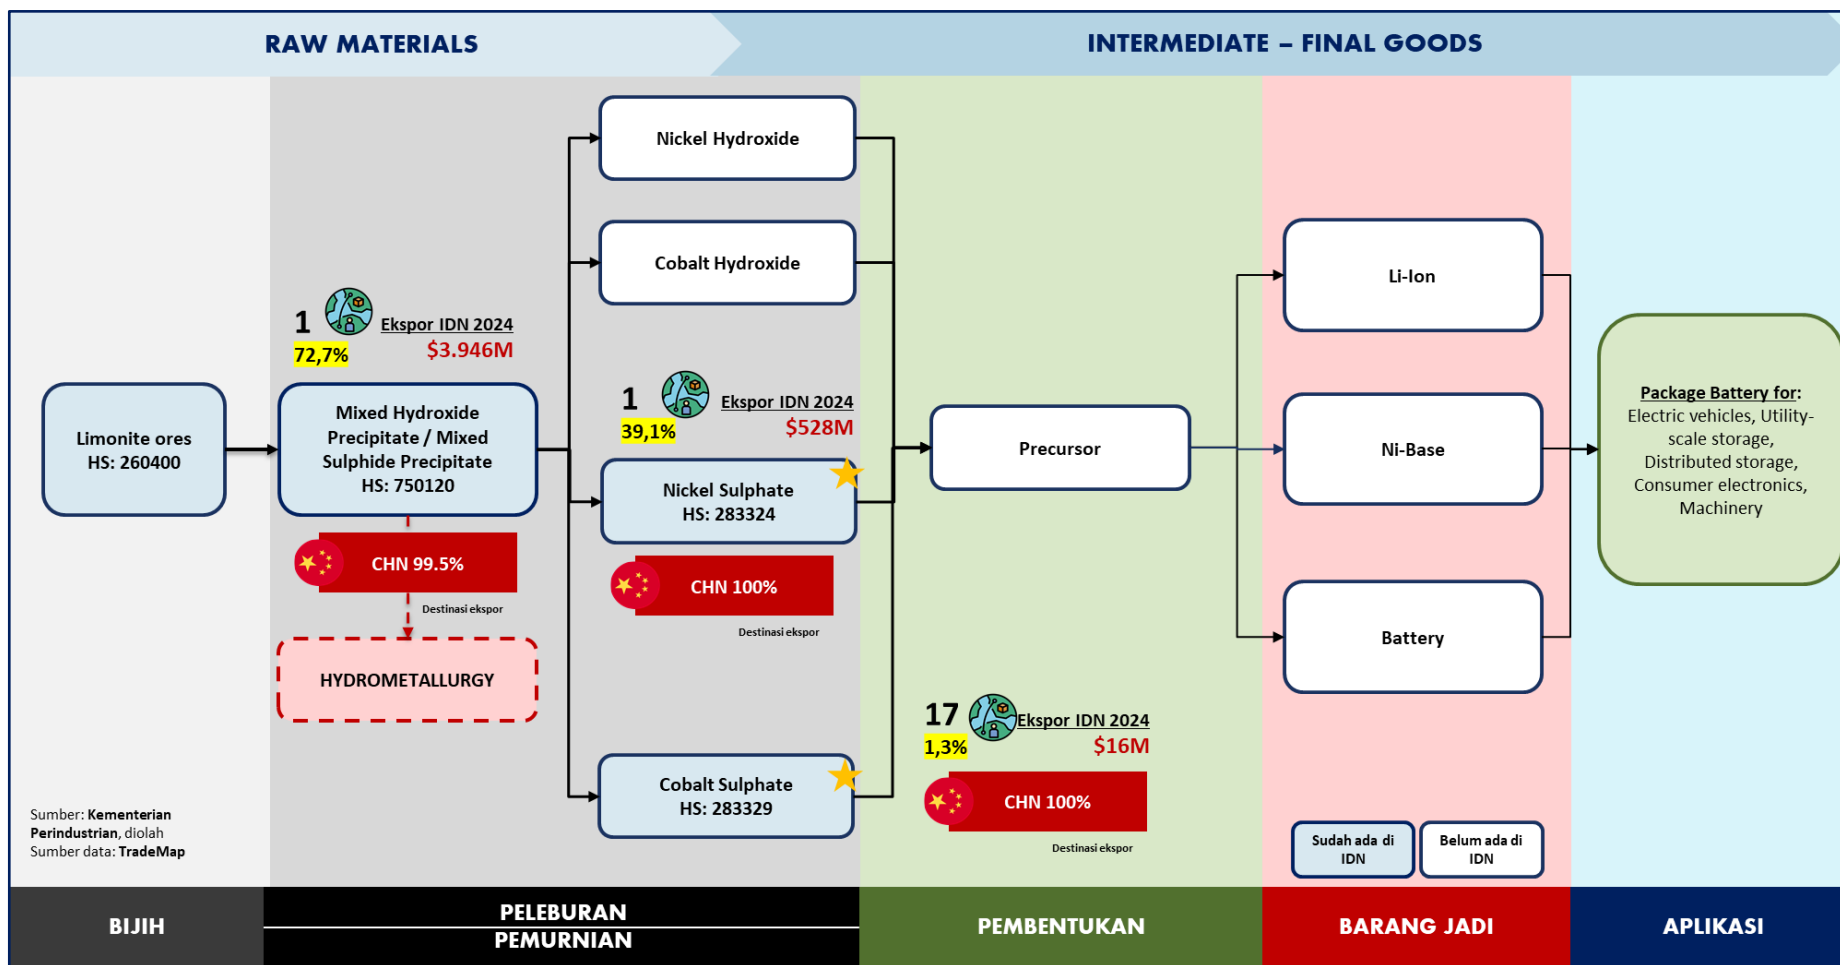 RAW MATERIALS
INTERMEDIATE – FINAL GOODS
Nickel Hydroxide
Cobalt Hydroxide
1
Ekspor IDN 2024
72,7%
$3.946M
Limonite ores
HS: 260400
Mixed Hydroxide
Precipitate / Mixed
Sulphide Precipitate
HS: 750120
CHN 99.5%
Destinasi ekspor
HYDROMETALLURGY
1
Ekspor IDN 2024
39,1%
$528M
Nickel Sulphate
HS: 283324
CHN 100%
Destinasi ekspor
Cobalt Sulphate
HS: 283329
Precursor
17
Ekspor IDN 2024
1,3%
$16M
CHN 100%
Destinasi ekspor
Li-Ion
Ni-Base
Battery
Package Battery for:
Electric vehicles, Utility-
scale storage,
Distributed storage,
Consumer electronics,
Machinery
Sumber: Kementerian
Perindustrian, diolah
Sumber data: TradeMap
Sudah ada di
IDN
Belum ada di
IDN
BIJIH
PELEBURAN
PEMURNIAN
PEMBENTUKAN
BARANG JADI
APLIKASI